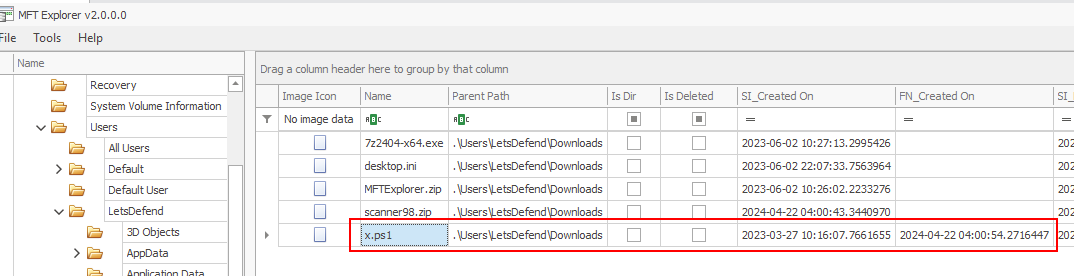 MFT Explorer v2.0.0.0
File Tools Help
Name
Recovery
System Volume Information
Users
All Users
Default
Default User
LetsDefend
3D Objects
AppData
Application Data
Drag a column header here to group by that column
Image Icon Name Parent Path Is Dir Is Deleted SI_Created On FN_Created On SI_
No image data ABC ABC = = =
7z2404-x64.exe .\Users\LetsDefend\Downloads 2023-06-02 10:27:13.2995426 202
desktop.ini .\Users\LetsDefend\Downloads 2023-06-02 22:07:33.7563964 202
MFTExplorer.zip .\Users\LetsDefend\Downloads 2023-06-02 10:26:02.2233276 202
scanner98.zip .\Users\LetsDefend\Downloads 2024-04-22 04:00:43.3440970 202
x.ps1 .\Users\LetsDefend\Downloads 2023-03-27 10:16:07.7661655 2024-04-22 04:00:54.2716447 202